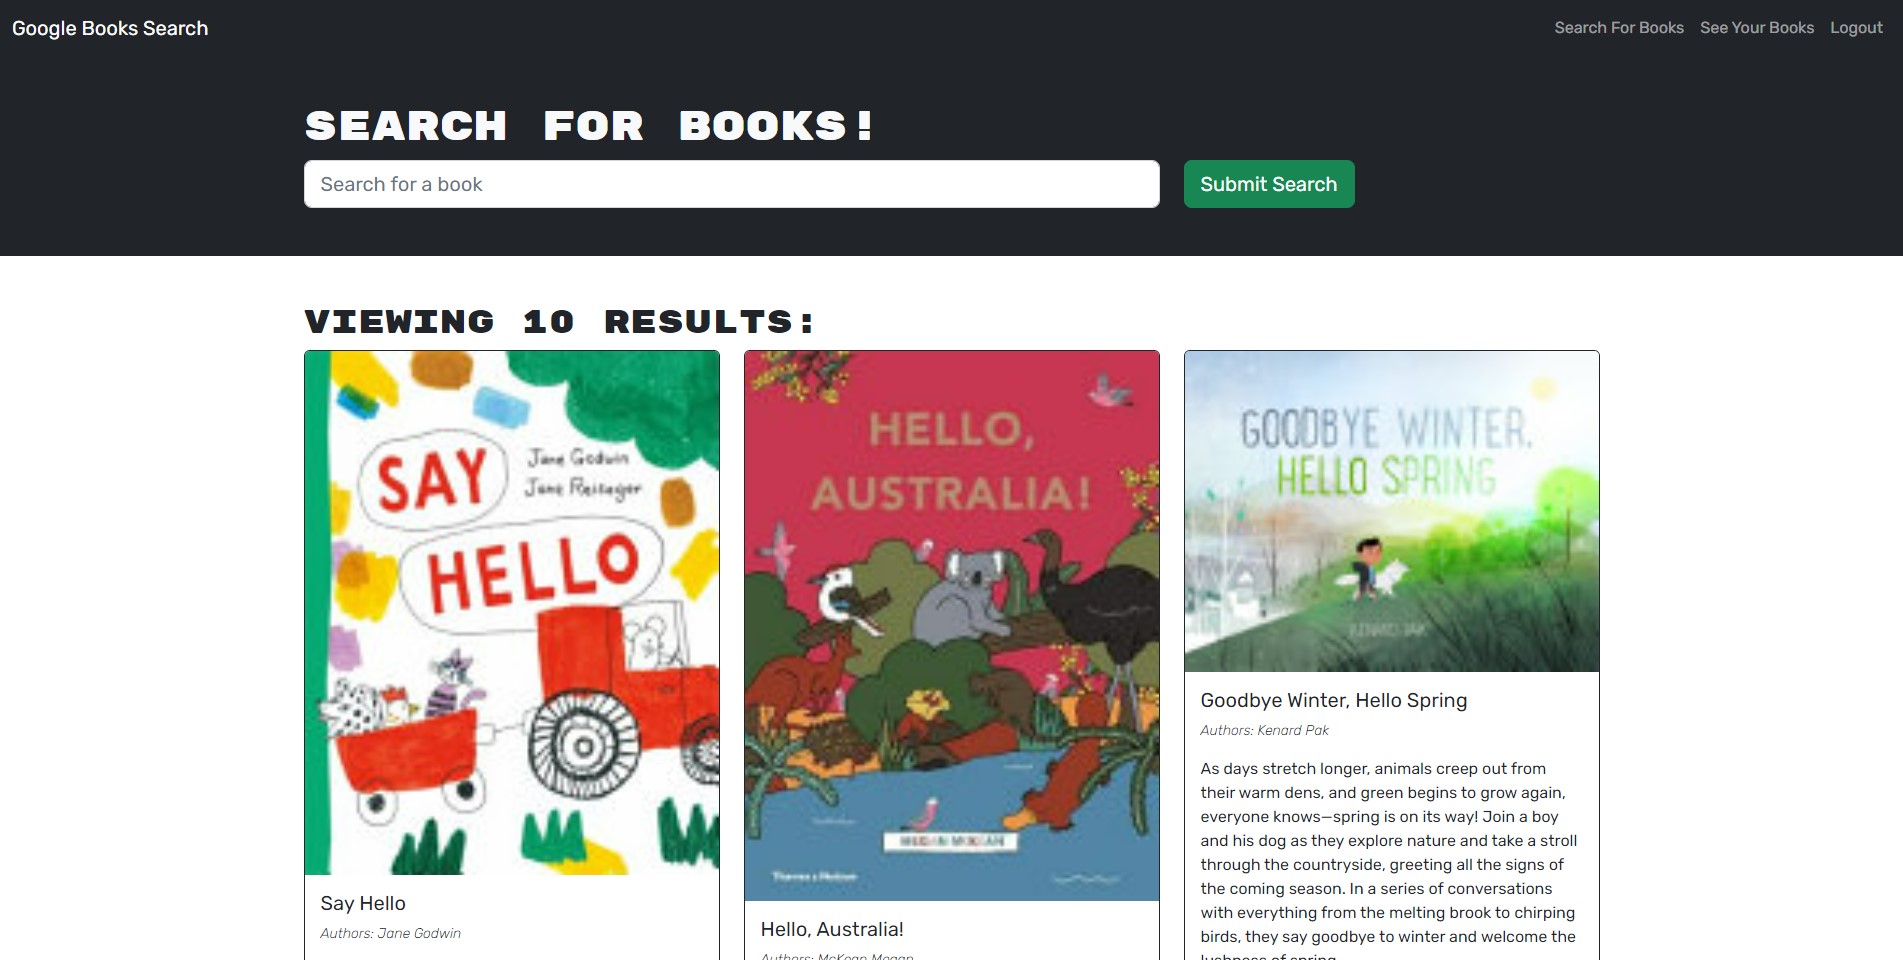 Google Books Search
Search For Books
See Your Books
Logout
SEARCH FOR BOOKS!
Search for a book
Submit Search
VIEWING 10 RESULTS:
SAY
HELLO
Jane Godwin
Jane Reiseger
Say Hello
Authors: Jane Godwin
HELLO,
AUSTRALIA!
MEGAN McKEAN
Thames & Hudson
Hello, Australia!
Authors: McKean Megan
GOODBYE WINTER,
HELLO SPRING
KENARD PAK
Goodbye Winter, Hello Spring
Authors: Kenard Pak
As days stretch longer, animals creep out from
their warm dens, and green begins to grow again,
everyone knows—spring is on its way! Join a boy
and his dog as they explore nature and take a stroll
through the countryside, greeting all the signs of
the coming season. In a series of conversations
with everything from the melting brook to chirping
birds, they say goodbye to winter and welcome the
lushness of spring.